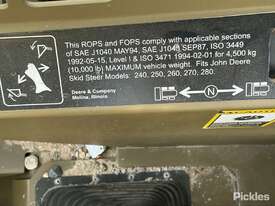 This ROPS and FOPS comply with applicable sections
of SAE J1040 MAY94, SAE J1043 SEP87, ISO 3449
1992-05-15, Level I & ISO 3471 1994-02-01 for 4,500 kg
(10,000 lb) MAXIMUM vehicle weight. Fits John Deere
Skid Steer Models: 240, 250, 260, 270, 280.
Deere & Company
Moline, Illinois
N
Pickles